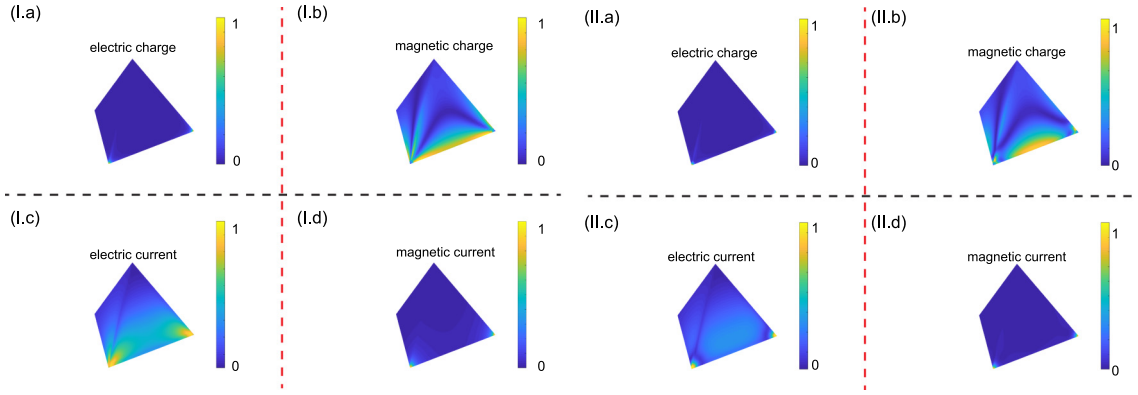 (I.a)
electric charge
1
0
(I.b)
magnetic charge
1
0
(II.a)
electric charge
1
0
(II.b)
magnetic charge
1
0
(I.c)
electric current
1
0
(I.d)
magnetic current
1
0
(II.c)
electric current
1
0
(II.d)
magnetic current
1
0